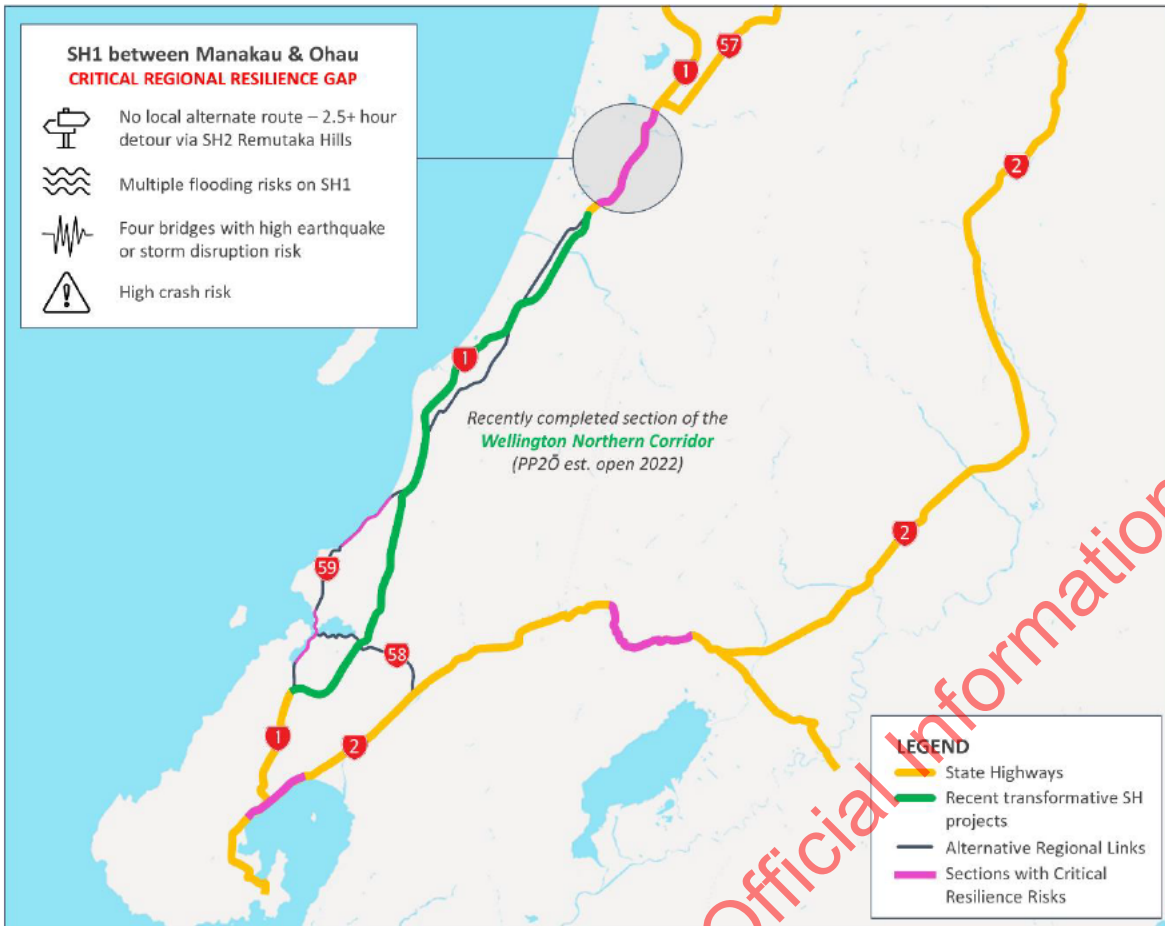 SH1 between Manakau & Ohau
CRITICAL REGIONAL RESILIENCE GAP
No local alternate route – 2.5+ hour
detour via SH2 Remutaka Hills
Multiple flooding risks on SH1
Four bridges with high earthquake
or storm disruption risk
High crash risk
57
1
2
1
Recently completed section of the
Wellington Northern Corridor
(PP2Ō est. open 2022)
2
59
58
1
2
LEGEND
State Highways
Recent transformative SH
projects
Alternative Regional Links
Sections with Critical
Resilience Risks
Official Information